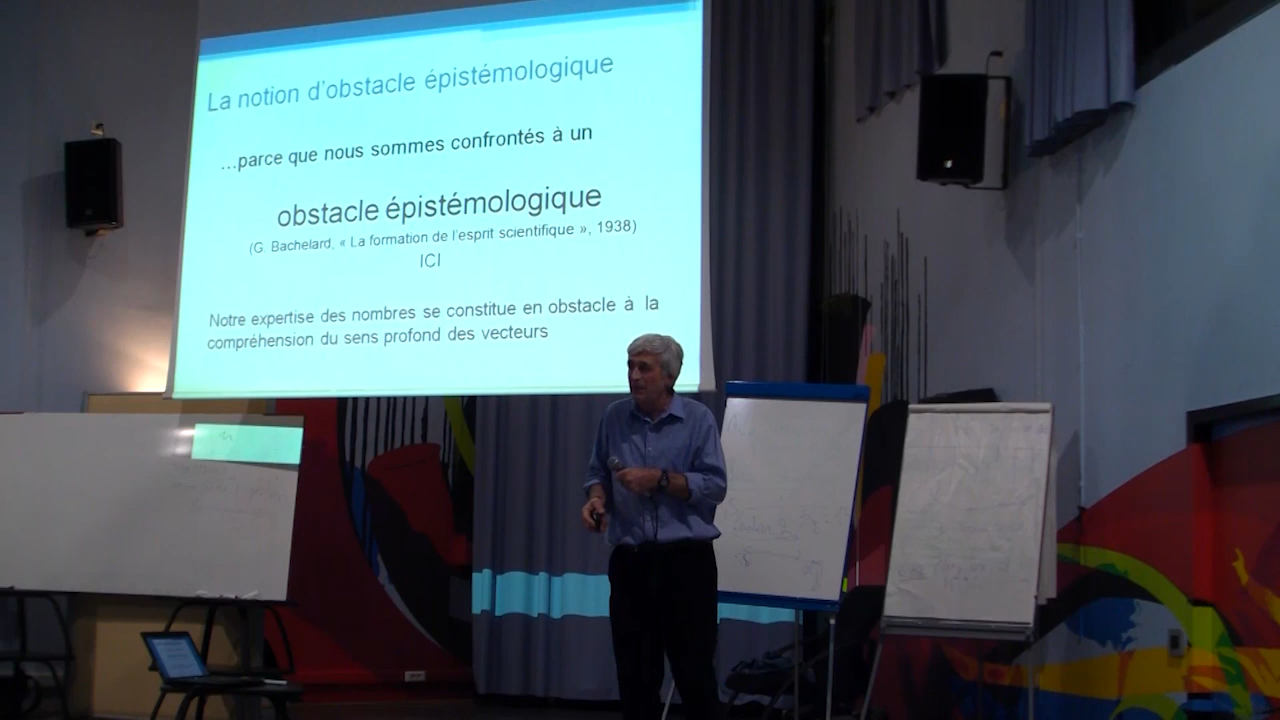 La notion d'obstacle épistémologique
…parce que nous sommes confrontés à un
obstacle épistémologique
(G. Bachelard, « La formation de l'esprit scientifique », 1938)
ICI
Notre expertise des nombres se constitue en obstacle à la
compréhension du sens profond des vecteurs